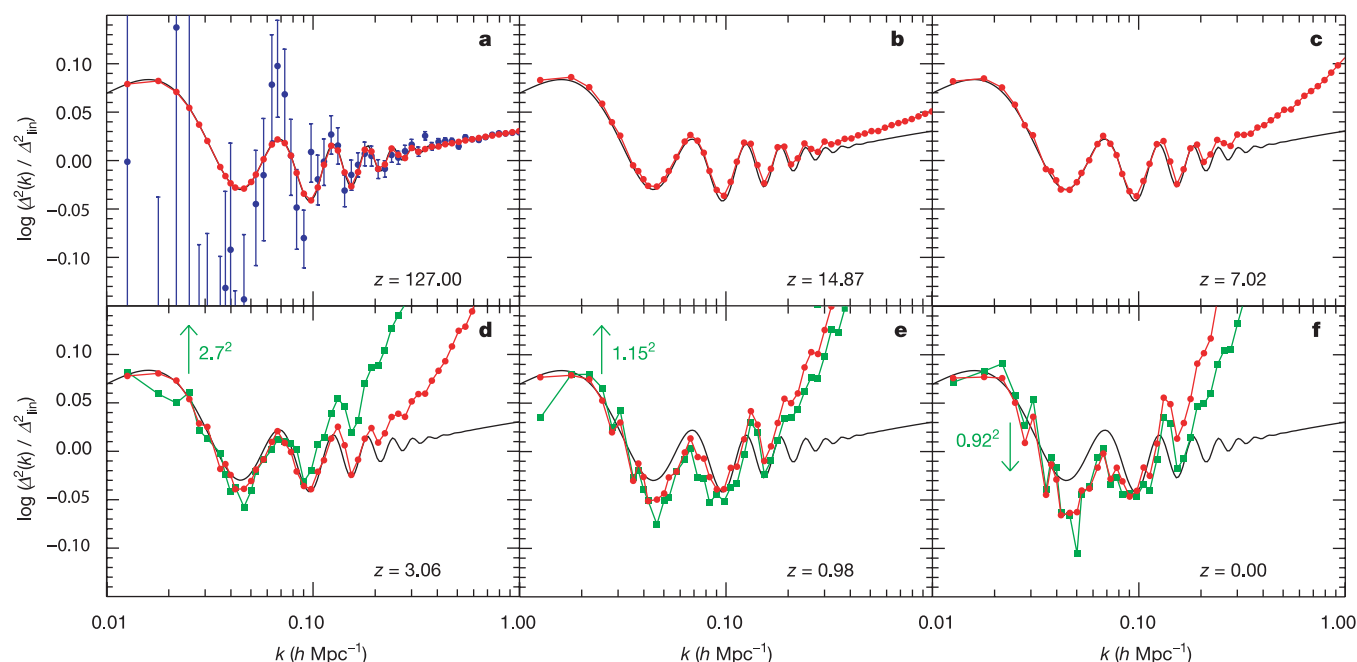 a
b
c
log (Δ²(k) / Δ²lin)
0.10
0.05
0.00
−0.05
−0.10
z = 127.00
z = 14.87
z = 7.02
d
e
f
log (Δ²(k) / Δ²lin)
0.10
0.05
0.00
−0.05
−0.10
2.7²
1.15²
0.92²
z = 3.06
z = 0.98
z = 0.00
0.01 0.10 1.00 0.10 1.00 0.01 0.10 1.00
k (h Mpc⁻¹)
k (h Mpc⁻¹)
k (h Mpc⁻¹)